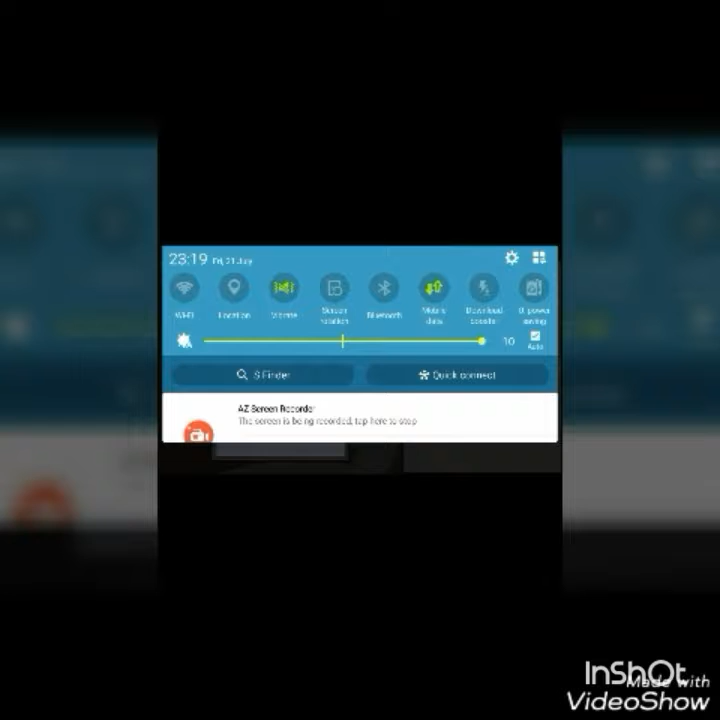 23:19 Fri, 21 July
Wi-Fi Location Vibrate Screen rotation Bluetooth Mobile data Download booster U. power saving
10 Auto
S Finder Quick connect
AZ Screen Recorder
The screen is being recorded, tap here to stop
InShOt
Made with
VideoShow